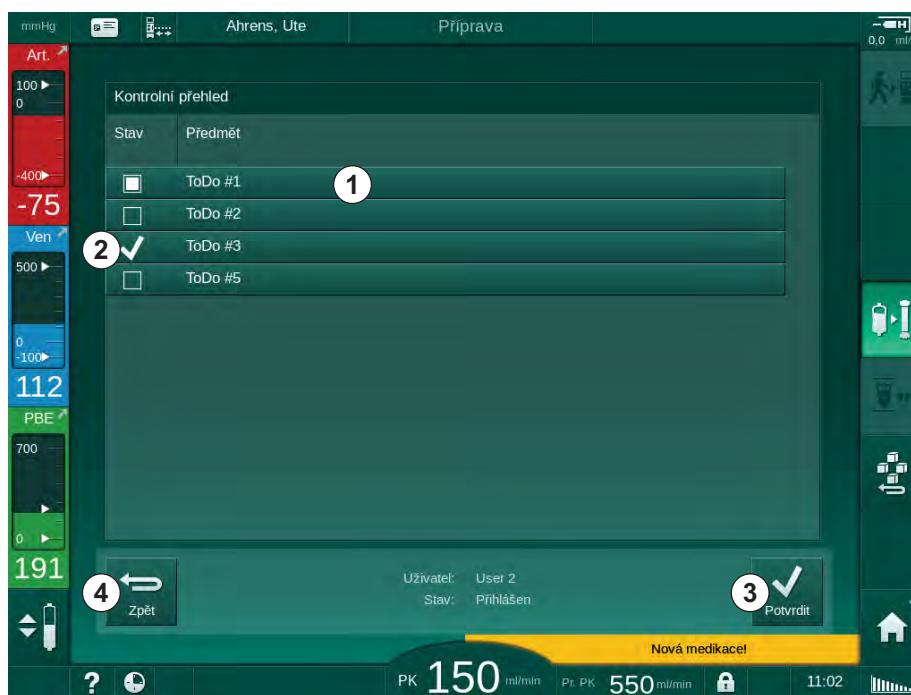 mmHg
Ahrens, Ute
Příprava
0,0 ml/
Art.
100
0
-400
-75
Ven
500
0
-100
112
PBE
700
0
191
Kontrolní přehled
Stav Předmět
ToDo #1
1
ToDo #2
2
ToDo #3
ToDo #5
4
Zpět
Uživatel: User 2
Stav: Přihlášen
3
Potvrdit
Nová medikace!
? PK 150 ml/min Pr. PK 550 ml/min 11:02